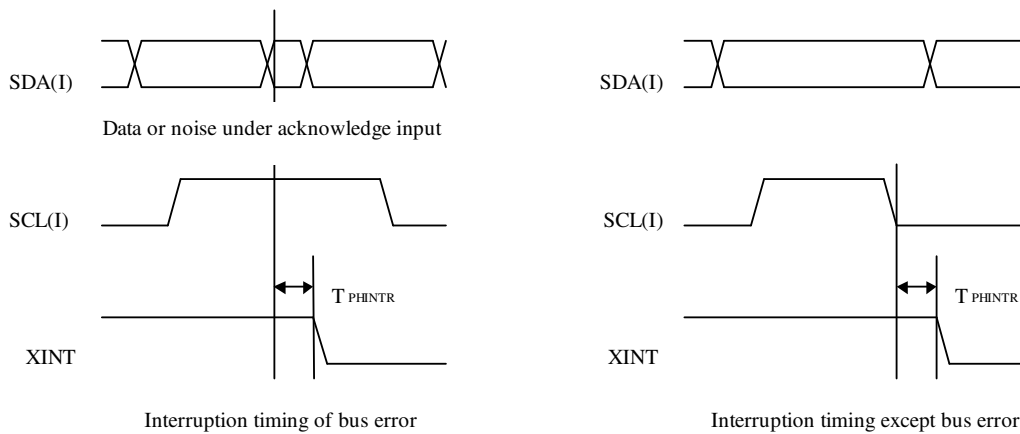 SDA(I)
Data or noise under acknowledge input
SCL(I)
T PHINTR
XINT
Interruption timing of bus error
SDA(I)
SCL(I)
T PHINTR
XINT
Interruption timing except bus error